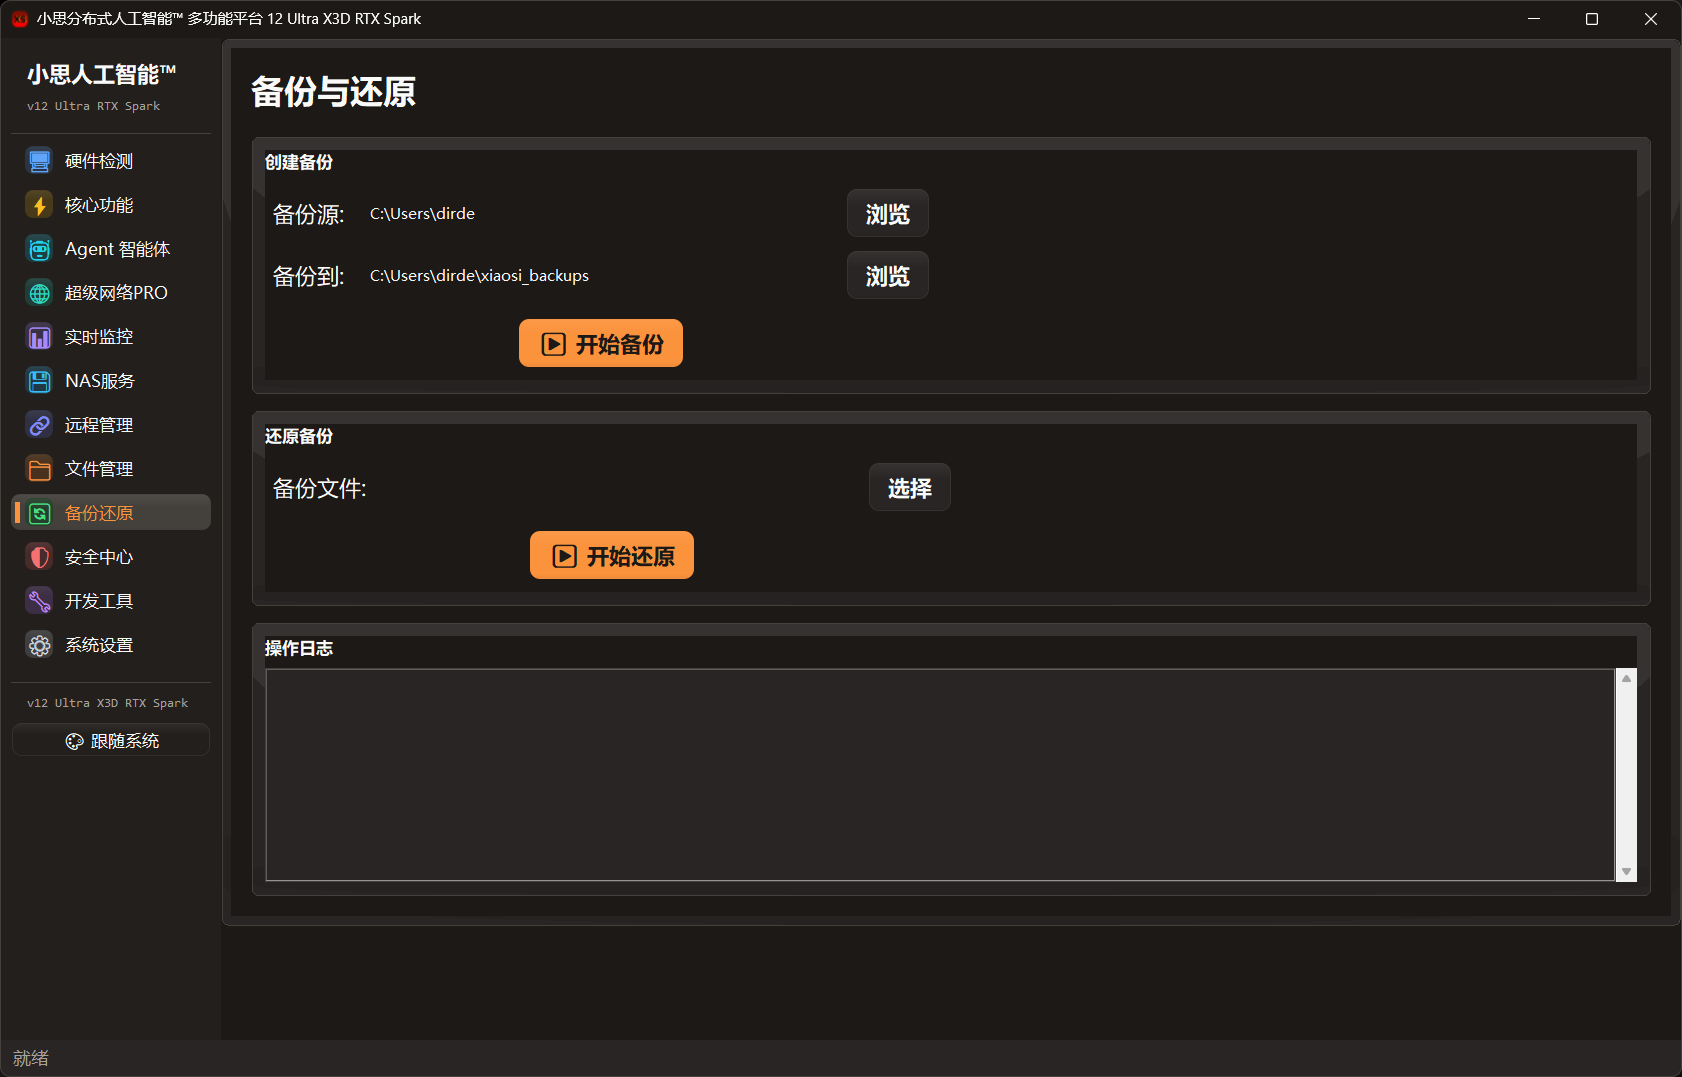 小思分布式人工智能™ 多功能平台 12 Ultra X3D RTX Spark
小思人工智能™
v12 Ultra RTX Spark
硬件检测
核心功能
Agent 智能体
超级网络PRO
实时监控
NAS服务
远程管理
文件管理
备份还原
安全中心
开发工具
系统设置
v12 Ultra X3D RTX Spark
跟随系统
备份与还原
创建备份
备份源: C:\Users\dirde 浏览
备份到: C:\Users\dirde\xiaosi_backups 浏览
开始备份
还原备份
备份文件: 选择
开始还原
操作日志
就绪